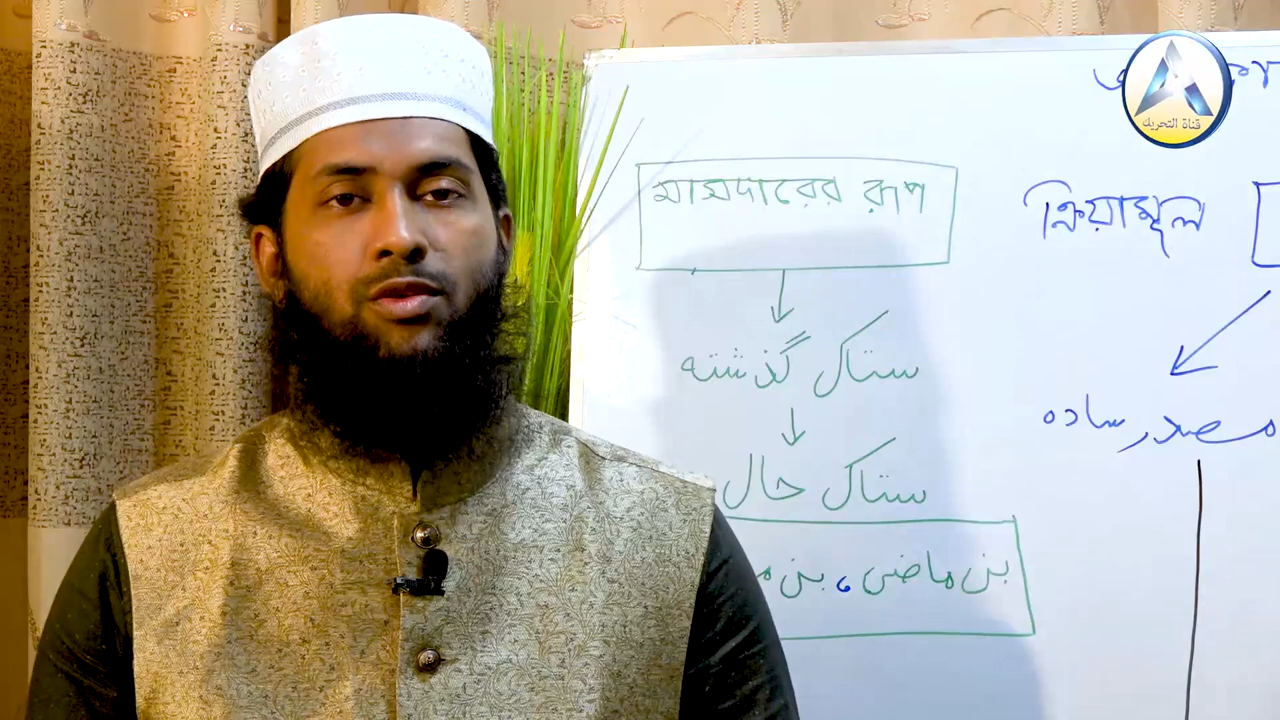 قناة التحريك
মাসদারের রূপ
ক্রিয়ামূল
ستاک گذشته
مصدر ساده
ستاک حال
بن ماضی، بن